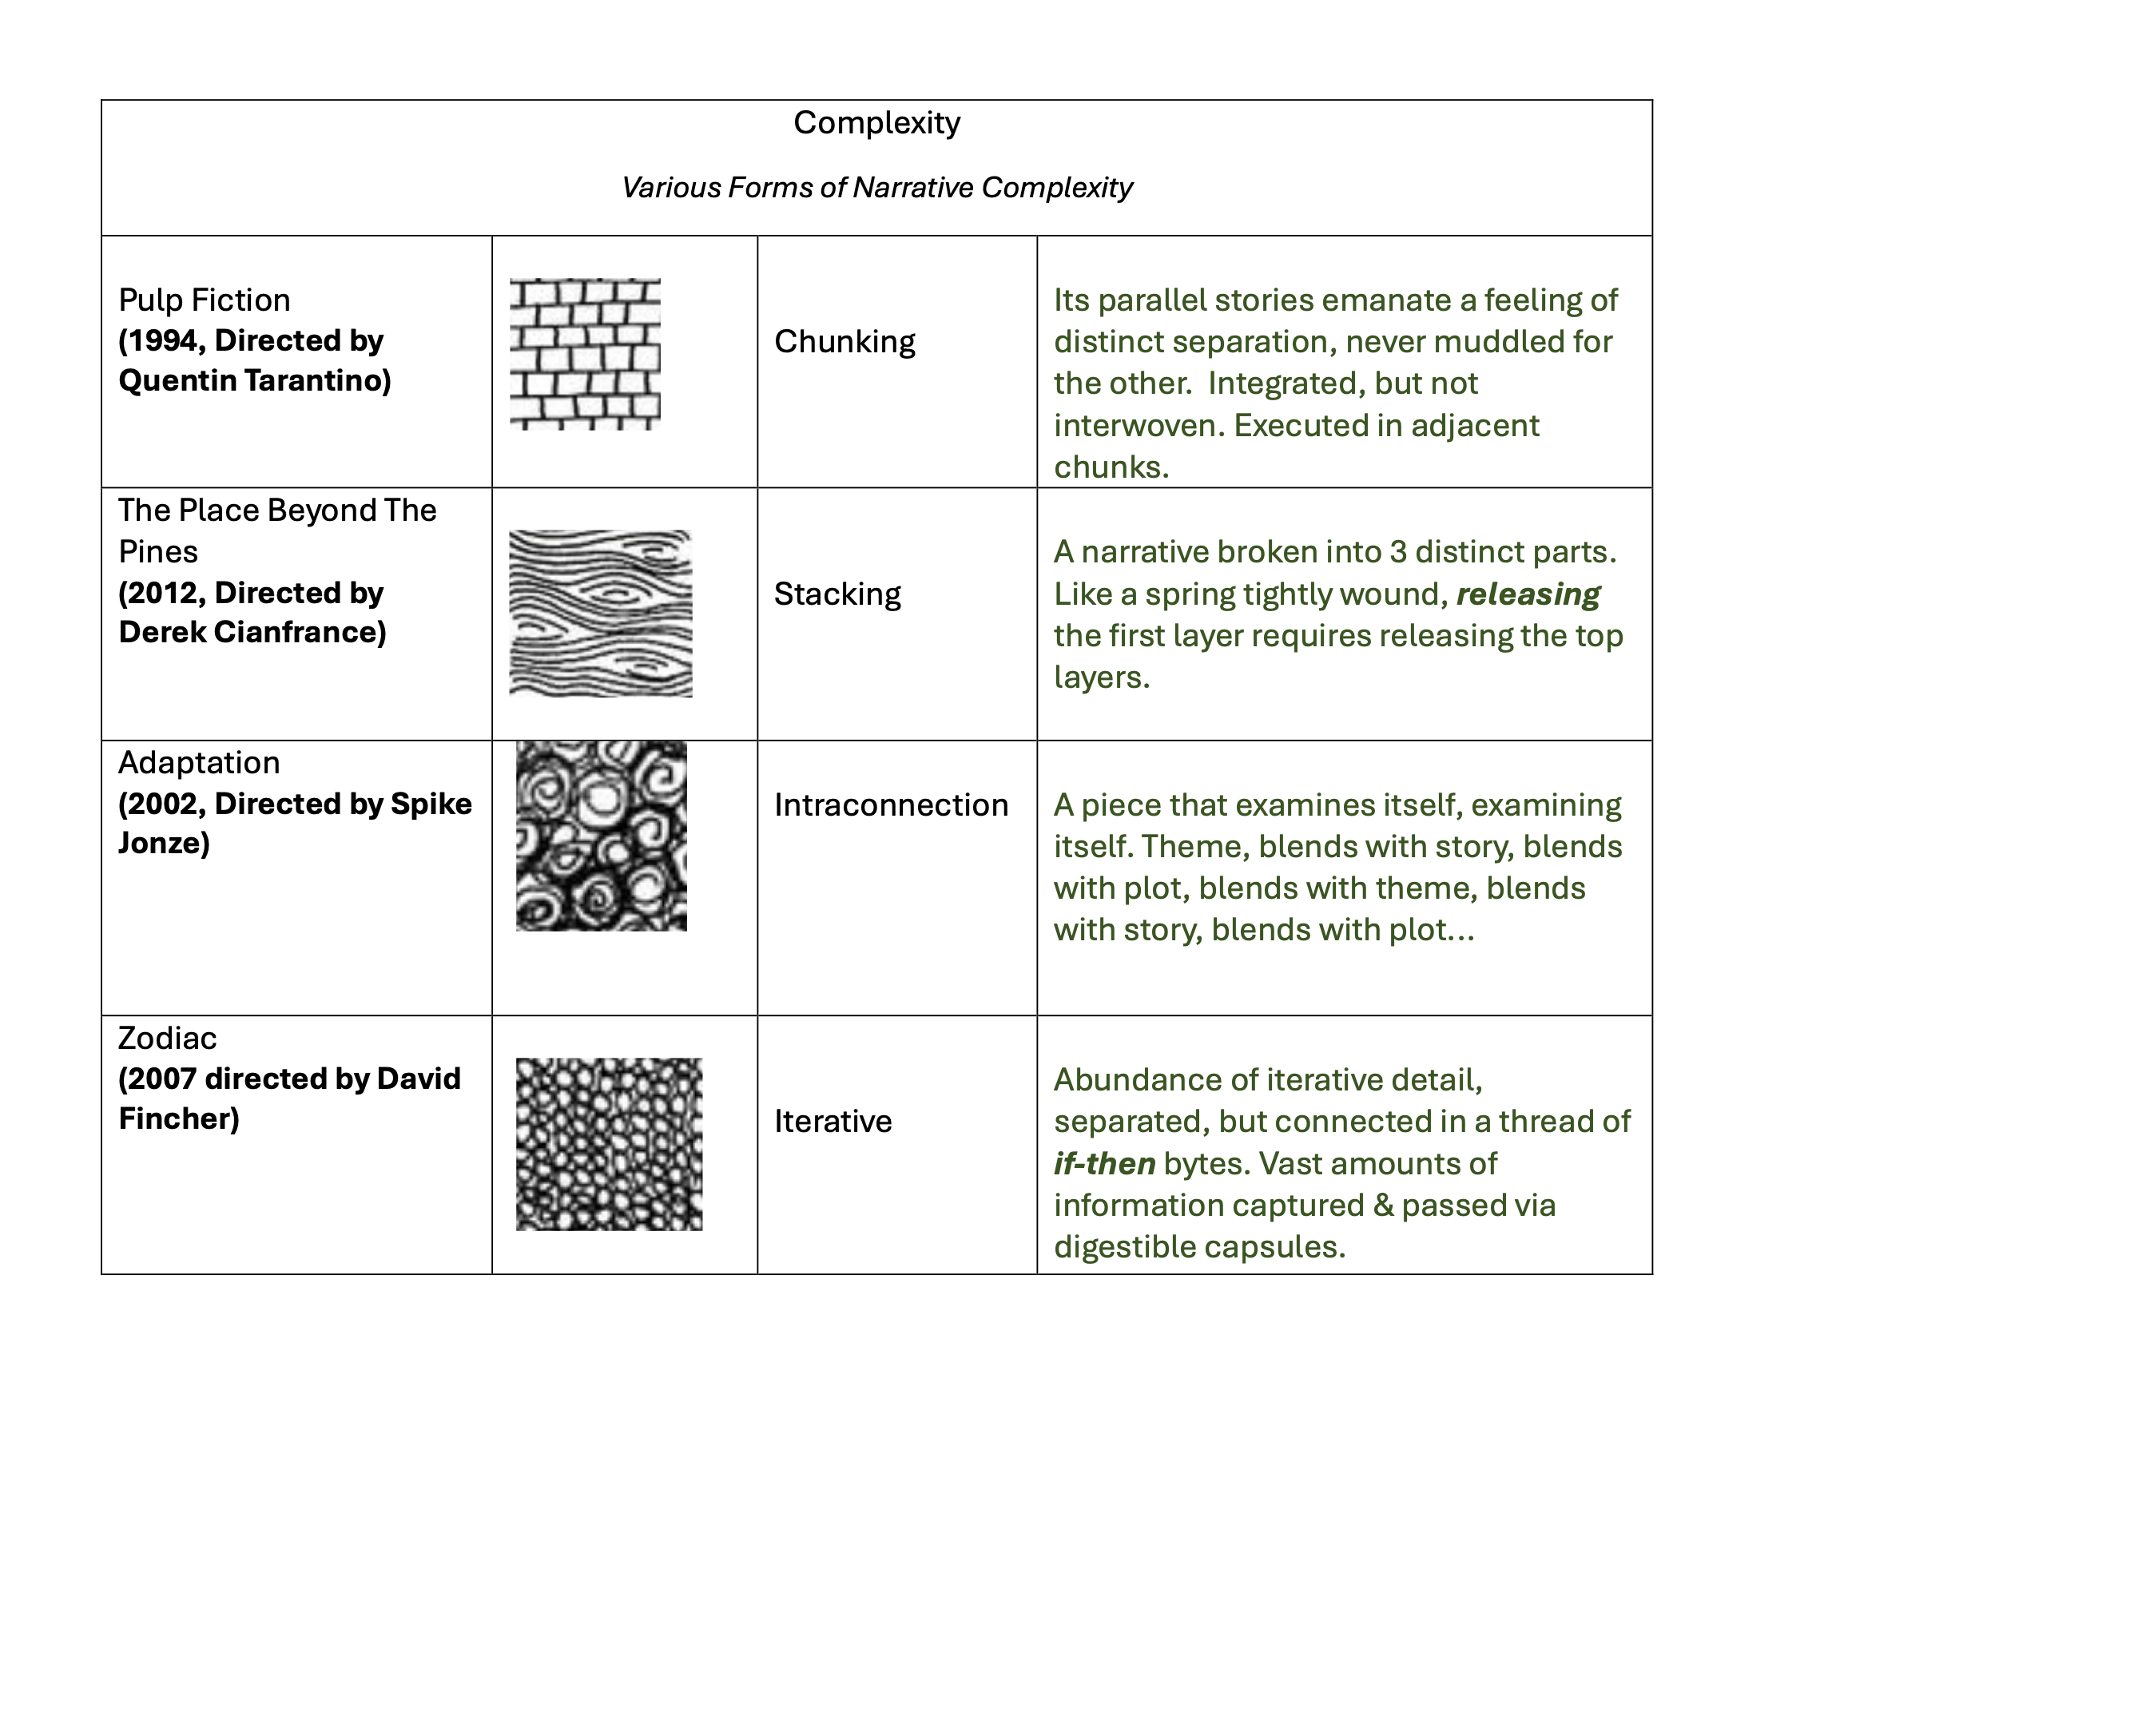 Complexity
Various Forms of Narrative Complexity
Pulp Fiction
(1994, Directed by
Quentin Tarantino)
Chunking
Its parallel stories emanate a feeling of
distinct separation, never muddled for
the other.  Integrated, but not
interwoven. Executed in adjacent
chunks.
The Place Beyond The
Pines
(2012, Directed by
Derek Cianfrance)
Stacking
A narrative broken into 3 distinct parts.
Like a spring tightly wound, releasing
the first layer requires releasing the top
layers.
Adaptation
(2002, Directed by Spike
Jonze)
Intraconnection
A piece that examines itself, examining
itself. Theme, blends with story, blends
with plot, blends with theme, blends
with story, blends with plot...
Zodiac
(2007 directed by David
Fincher)
Iterative
Abundance of iterative detail,
separated, but connected in a thread of
if-then bytes. Vast amounts of
information captured & passed via
digestible capsules.